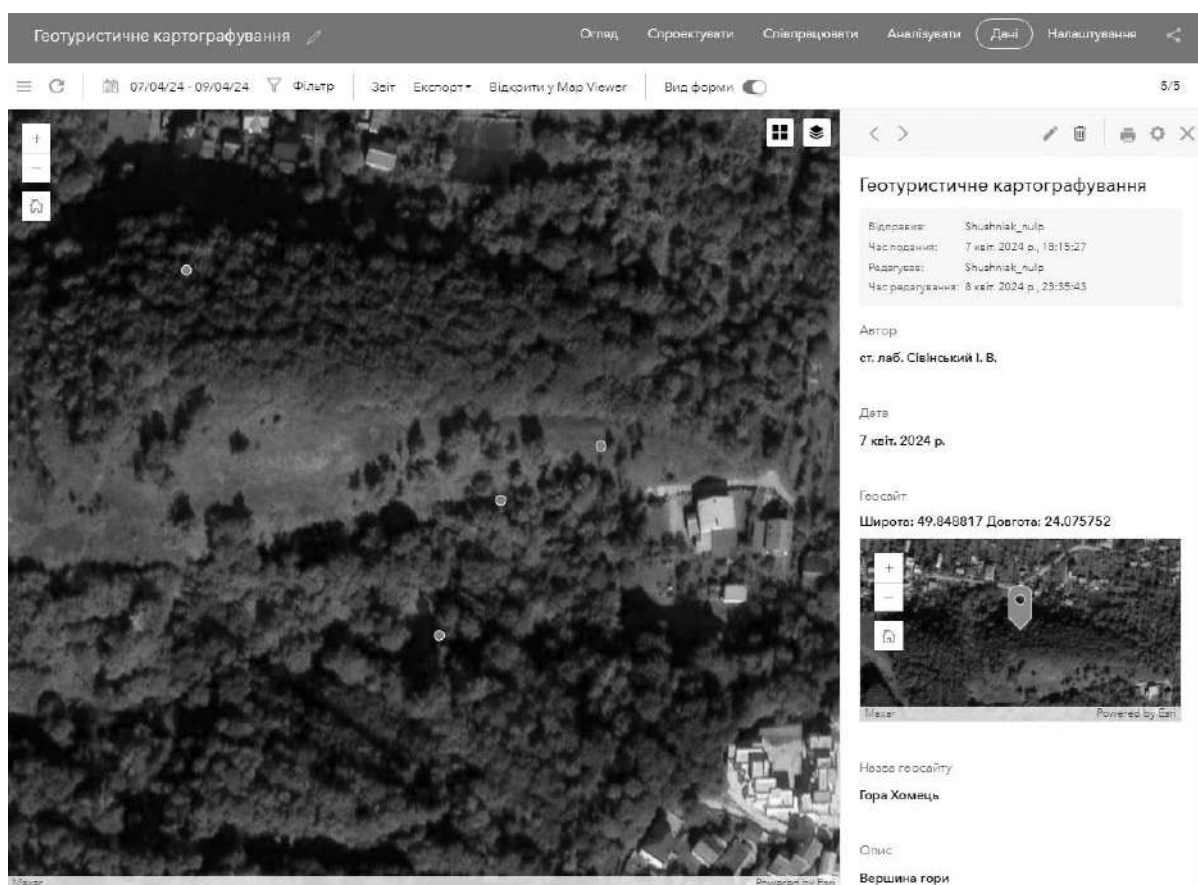 Геотуристичне картографування
Огляд Спроектувати Співпрацювати Аналізувати Дані Налаштування
07/04/24 - 09/04/24 Фільтр Звіт Експорт Відкрити у Map Viewer Вид форми 5/5
Геотуристичне картографування
Відправив: Shushniak_nulp
Час подання: 7 квіт. 2024 р., 18:15:27
Редагував: Shushniak_nulp
Час редагування: 8 квіт. 2024 р., 23:35:43
Автор
ст. лаб. Сівінський І. В.
Дата
7 квіт. 2024 р.
Геосайт
Широта: 49.848817 Довгота: 24.075752
+
−
Maxar Powered by Esri
Назва геосайту
Гора Хомець
Опис
Вершина гори
+
−
Maxar Powered by Esri